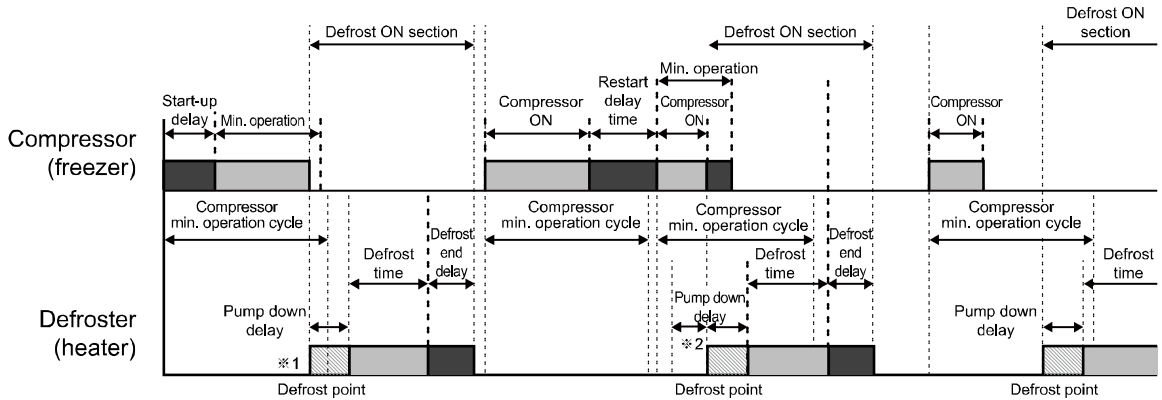 Defrost ON section
Defrost ON section
Defrost ON
section
Min. operation
Start-up
delay
Min. operation
Compressor
ON
Restart
delay
time
Compressor
ON
Compressor
ON
Compressor
(freezer)
Compressor
min. operation cycle
Compressor
min. operation cycle
Compressor
min. operation cycle
Compressor
min. operation cycle
Defrost
time
Defrost
end
delay
Defrost
time
Defrost
end
delay
Defrost time
Pump down
delay
Pump down
delay
Pump down
delay
Defroster
(heater)
※1
※2
Defrost point
Defrost point
Defrost point